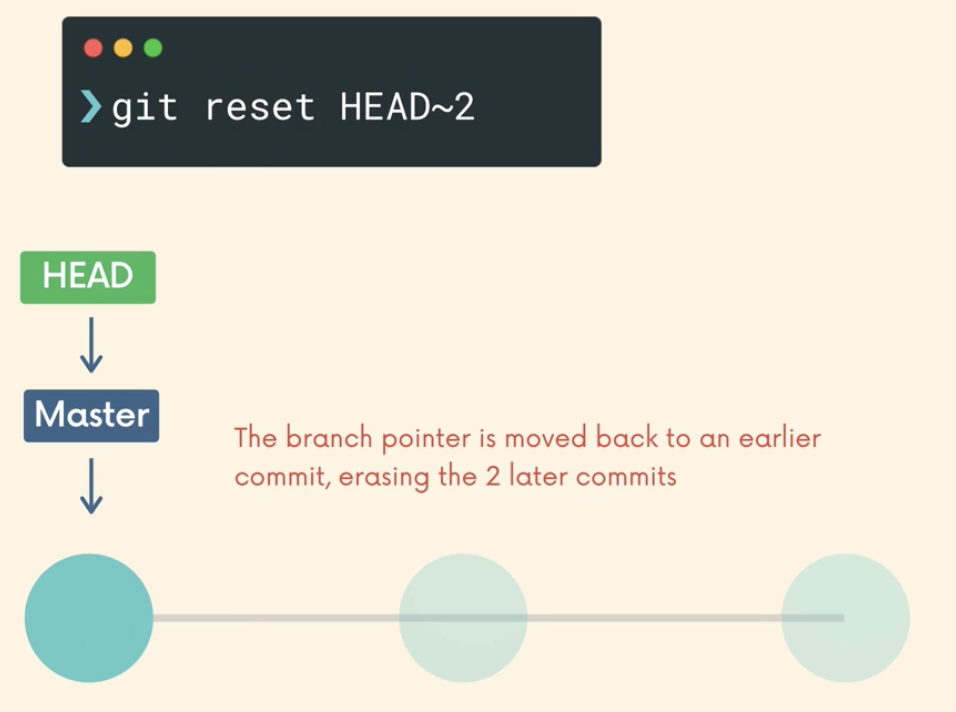 ❯ git reset HEAD~2
HEAD
Master
The branch pointer is moved back to an earlier
commit, erasing the 2 later commits